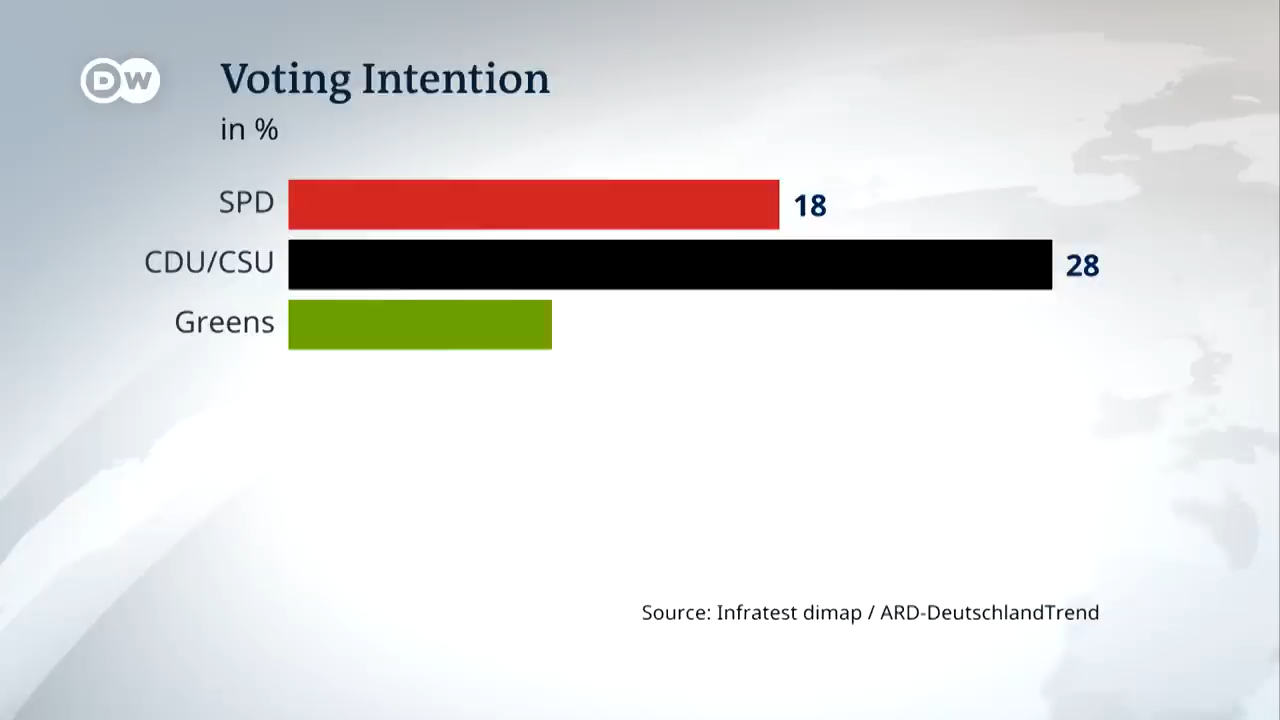 DW
Voting Intention
in %
SPD 18
CDU/CSU 28
Greens
Source: Infratest dimap / ARD-DeutschlandTrend